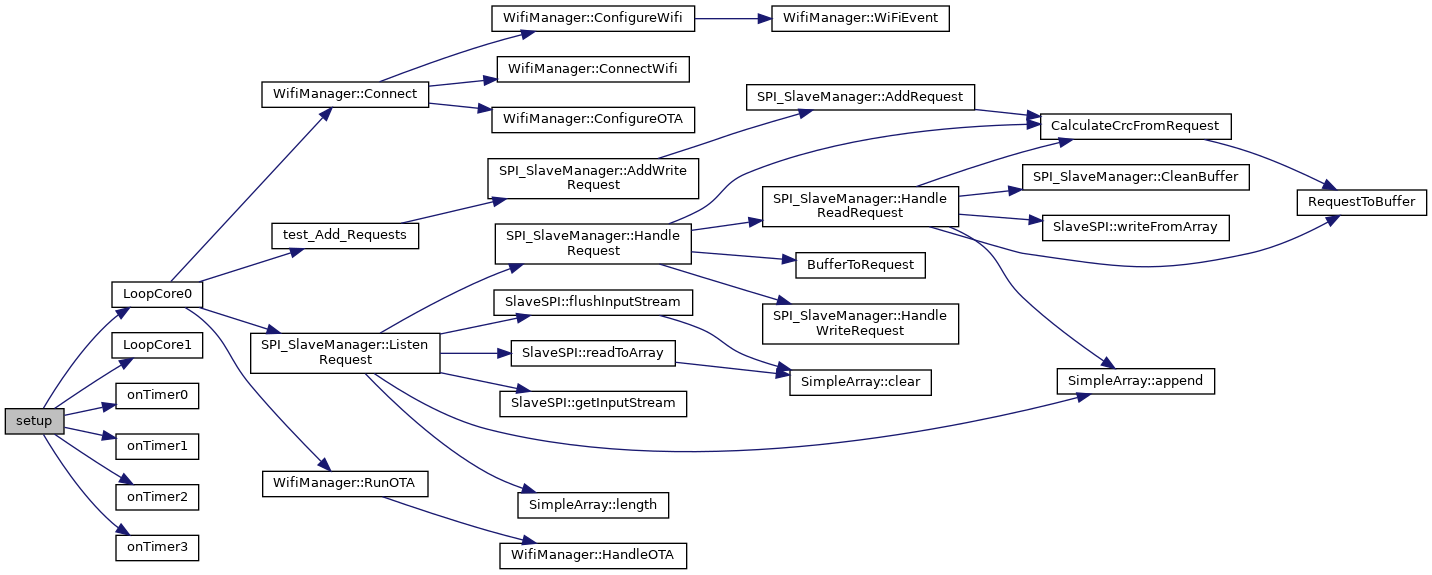 setup
LoopCore0
LoopCore1
onTimer0
onTimer1
onTimer2
onTimer3
WifiManager::Connect
test_Add_Requests
SPI_SlaveManager::Listen
Request
WifiManager::RunOTA
WifiManager::ConfigureWifi
WifiManager::ConnectWifi
WifiManager::ConfigureOTA
SPI_SlaveManager::AddWrite
Request
SPI_SlaveManager::Handle
Request
SlaveSPI::flushInputStream
SlaveSPI::readToArray
SlaveSPI::getInputStream
SimpleArray::length
WifiManager::HandleOTA
WifiManager::WiFiEvent
SPI_SlaveManager::AddRequest
SPI_SlaveManager::Handle
ReadRequest
BufferToRequest
SPI_SlaveManager::Handle
WriteRequest
SimpleArray::clear
CalculateCrcFromRequest
SPI_SlaveManager::CleanBuffer
SlaveSPI::writeFromArray
SimpleArray::append
RequestToBuffer